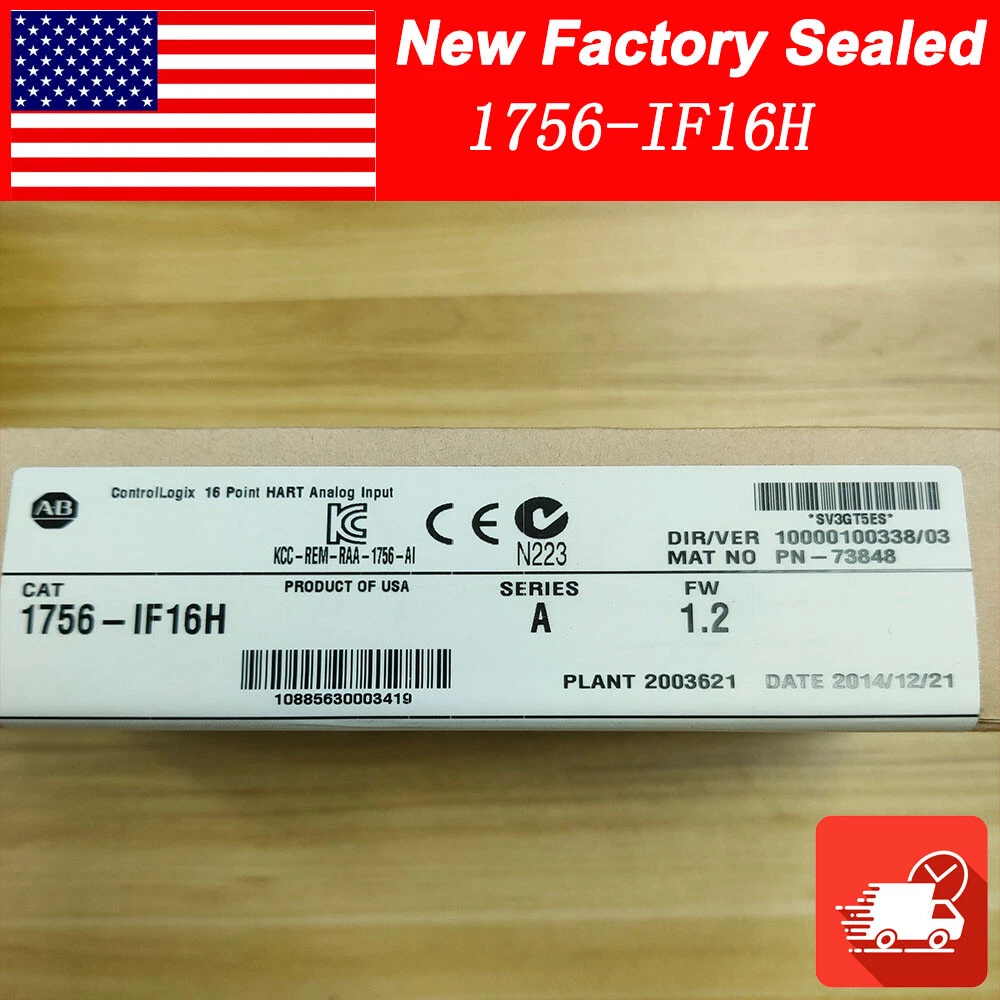 New Factory Sealed
1756-IF16H
AB
ControlLogix 16 Point HART Analog Input
KCC-REM-RAA-1756-AI
CE
N223
*SV3GT5ES*
DIR/VER 10000100338/03
MAT NO PN-73848
CAT
1756-IF16H
PRODUCT OF USA
SERIES
A
FW
1.2
10885630003419
PLANT 2003621
DATE 2014/12/21